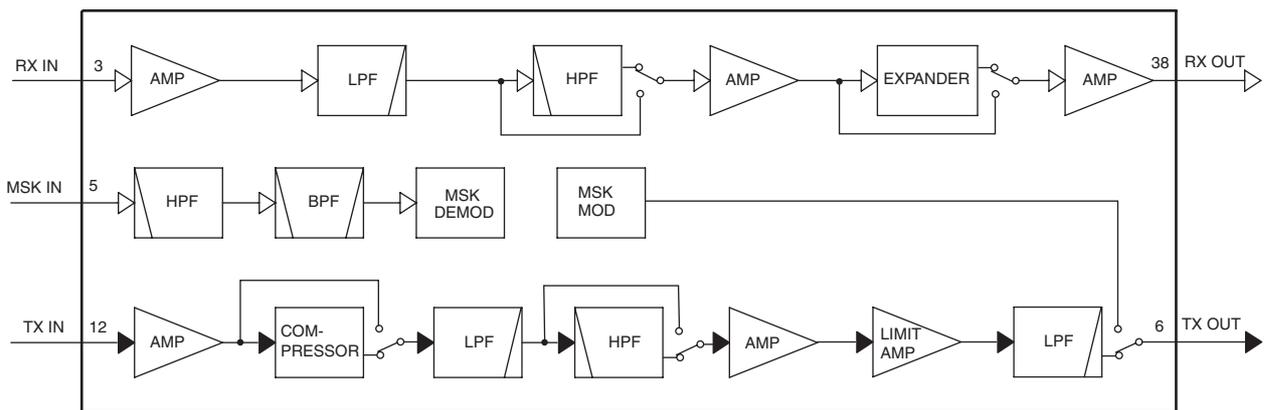 RX IN 3 AMP LPF HPF AMP EXPANDER AMP 38 RX OUT
MSK IN 5 HPF BPF MSK DEMOD MSK MOD
TX IN 12 AMP COM-PRESSOR LPF HPF AMP LIMIT AMP LPF 6 TX OUT